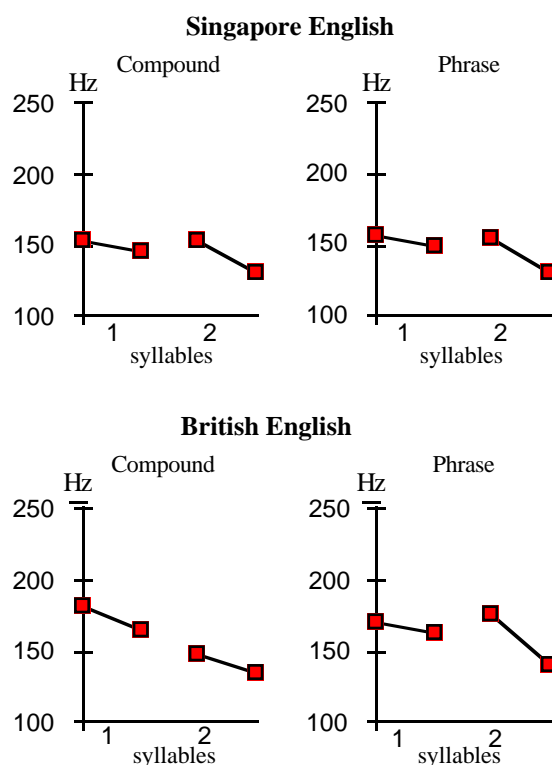 Singapore English
Compound Phrase
Hz Hz
250 250
200 200
150 150
100 100
1 2 1 2
syllables syllables
British English
Compound Phrase
Hz Hz
250 250
200 200
150 150
100 100
1 2 1 2
syllables syllables